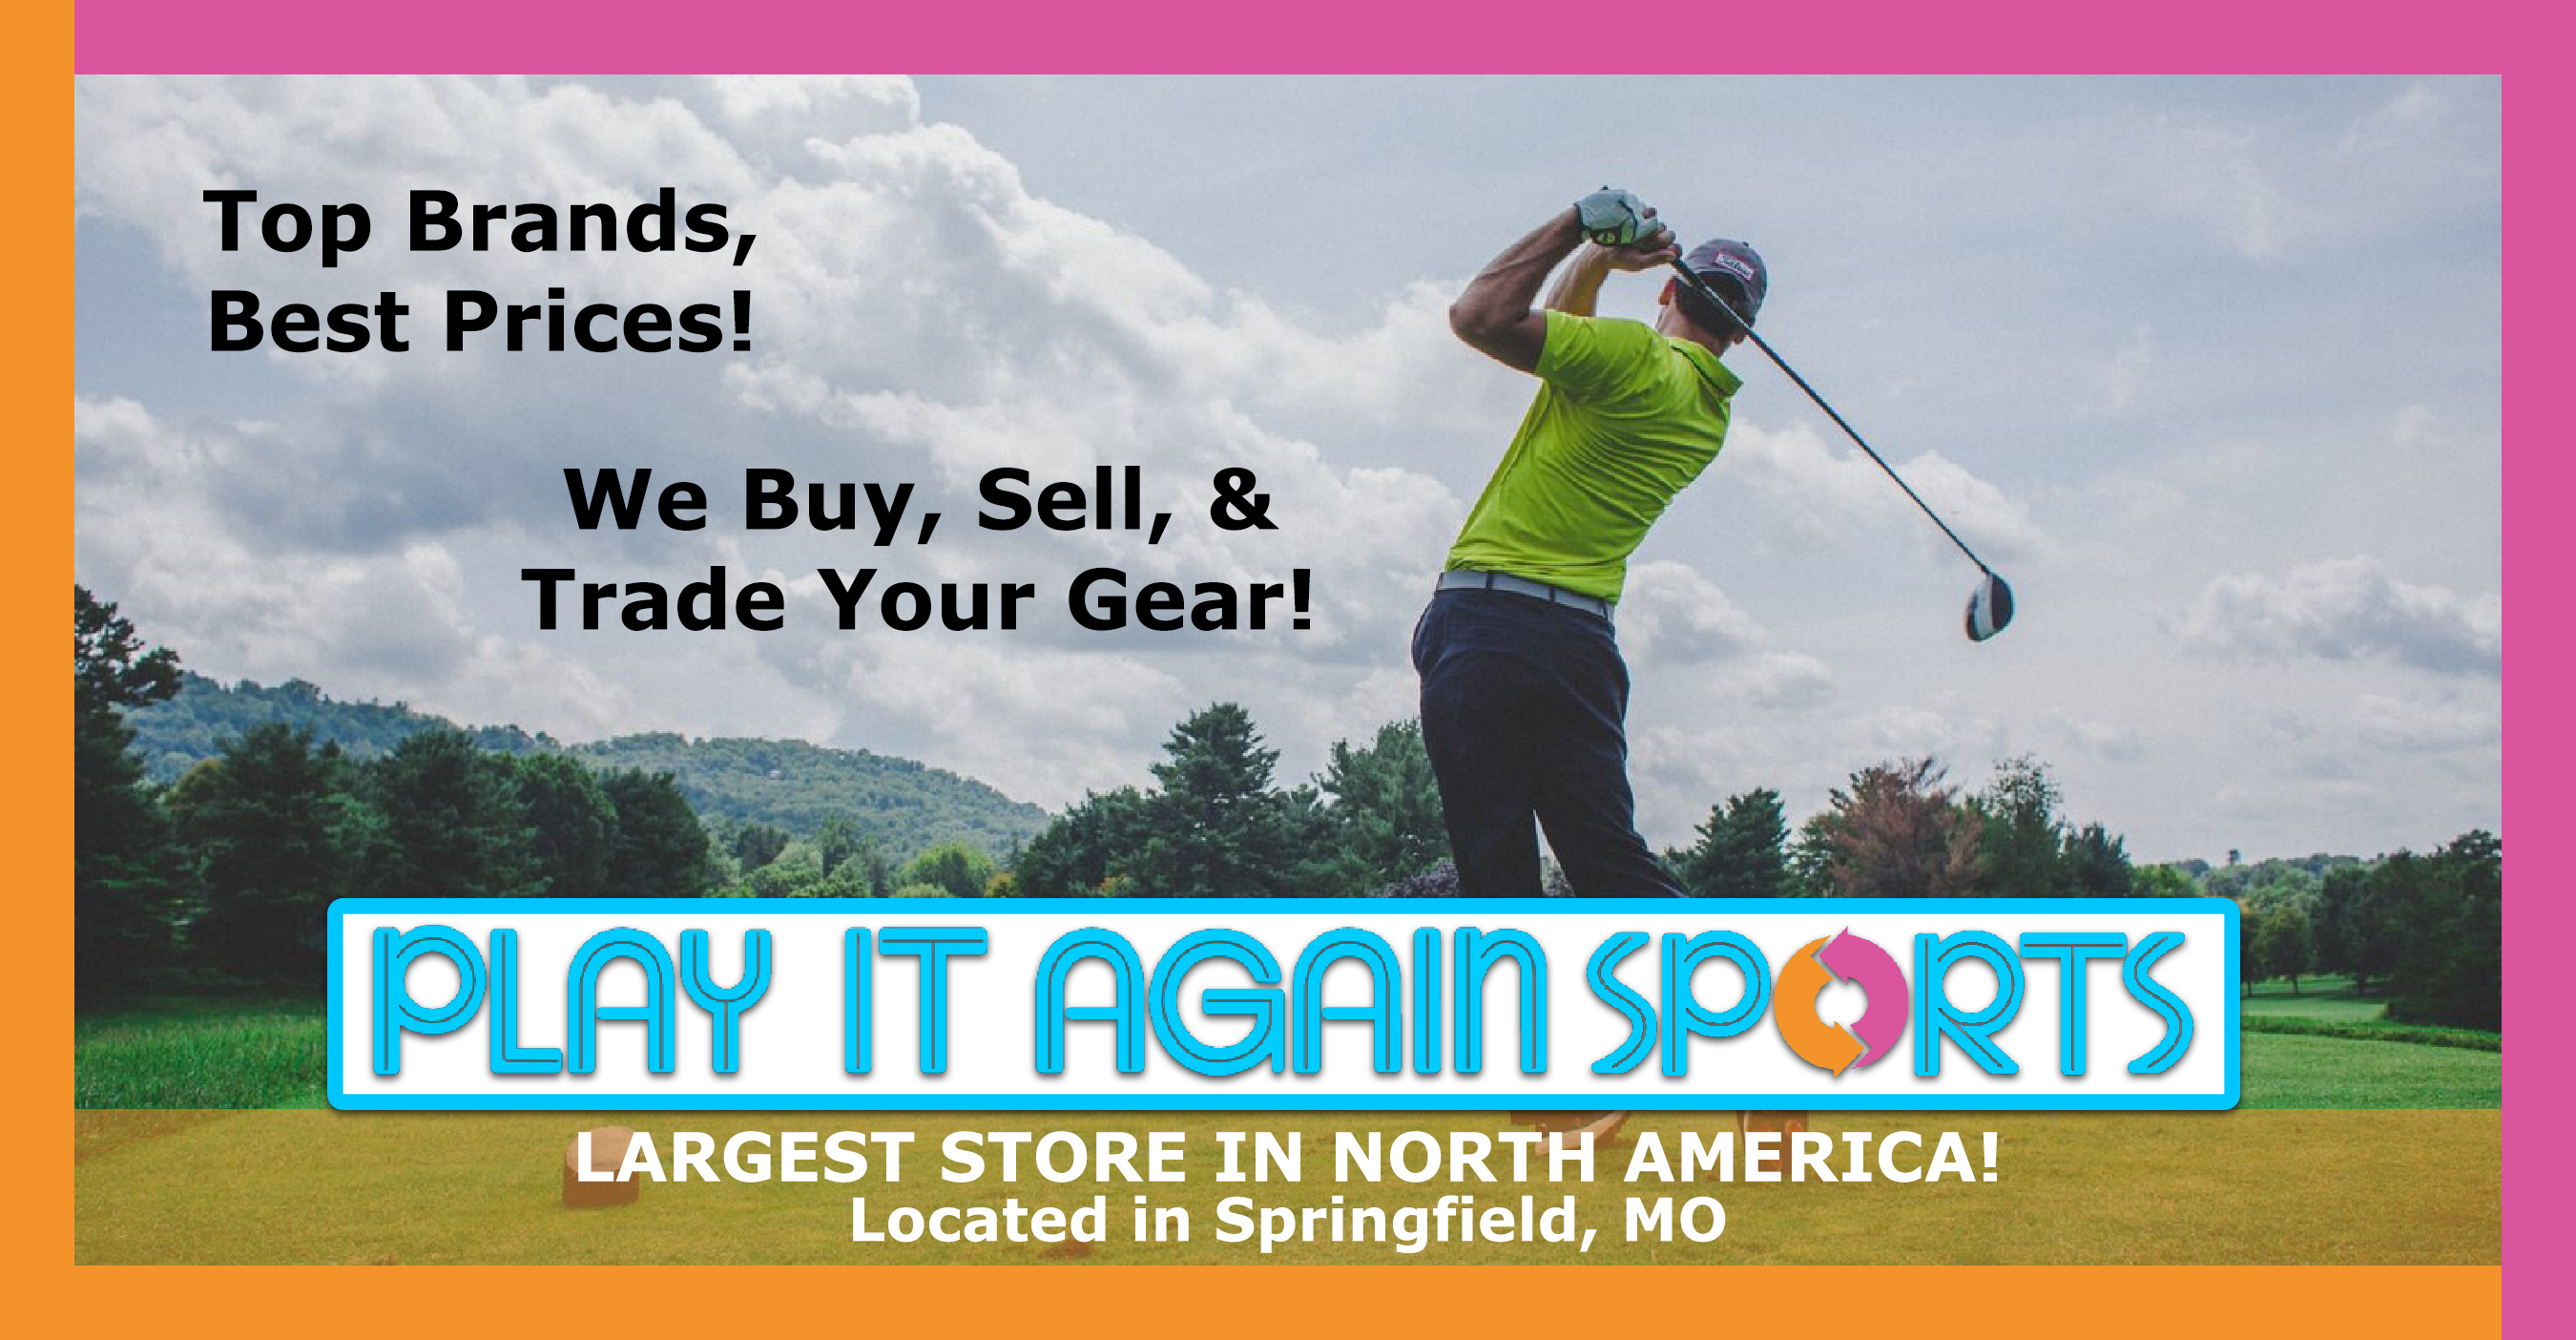 Top Brands,
Best Prices!
We Buy, Sell, &
Trade Your Gear!
PLAY IT AGAIN SPORTS
LARGEST STORE IN NORTH AMERICA!
Located in Springfield, MO